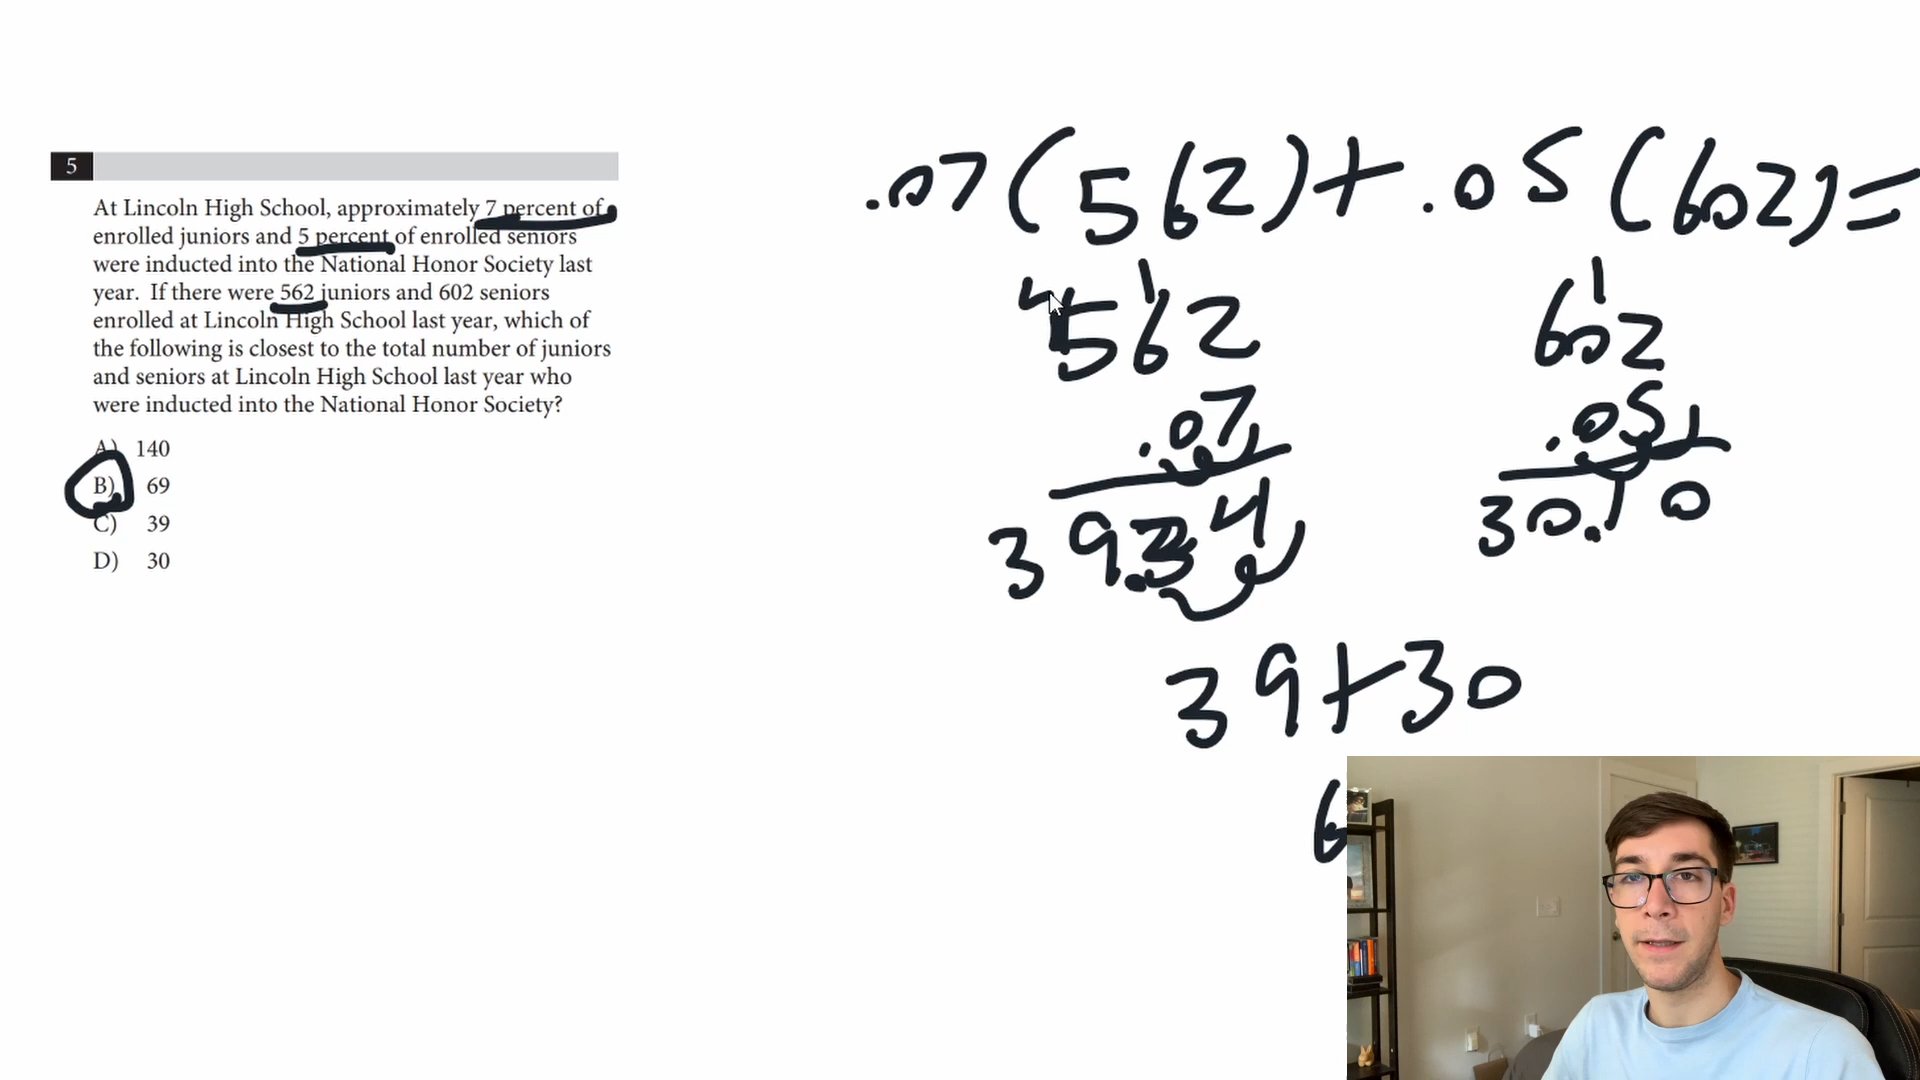 5
At Lincoln High School, approximately 7 percent of
enrolled juniors and 5 percent of enrolled seniors
were inducted into the National Honor Society last
year. If there were 562 juniors and 602 seniors
enrolled at Lincoln High School last year, which of
the following is closest to the total number of juniors
and seniors at Lincoln High School last year who
were inducted into the National Honor Society?
A) 140
B) 69
C) 39
D) 30
.07(562)+.05(602)=
4 1
562
.07
39.34
1
602
.05
30.10
39+30
6